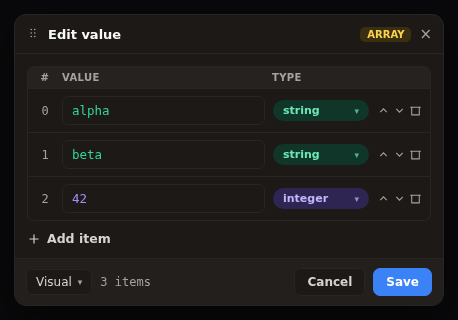 Edit value ARRAY
# VALUE TYPE
0 alpha string
1 beta string
2 42 integer
Add item
Visual 3 items Cancel Save